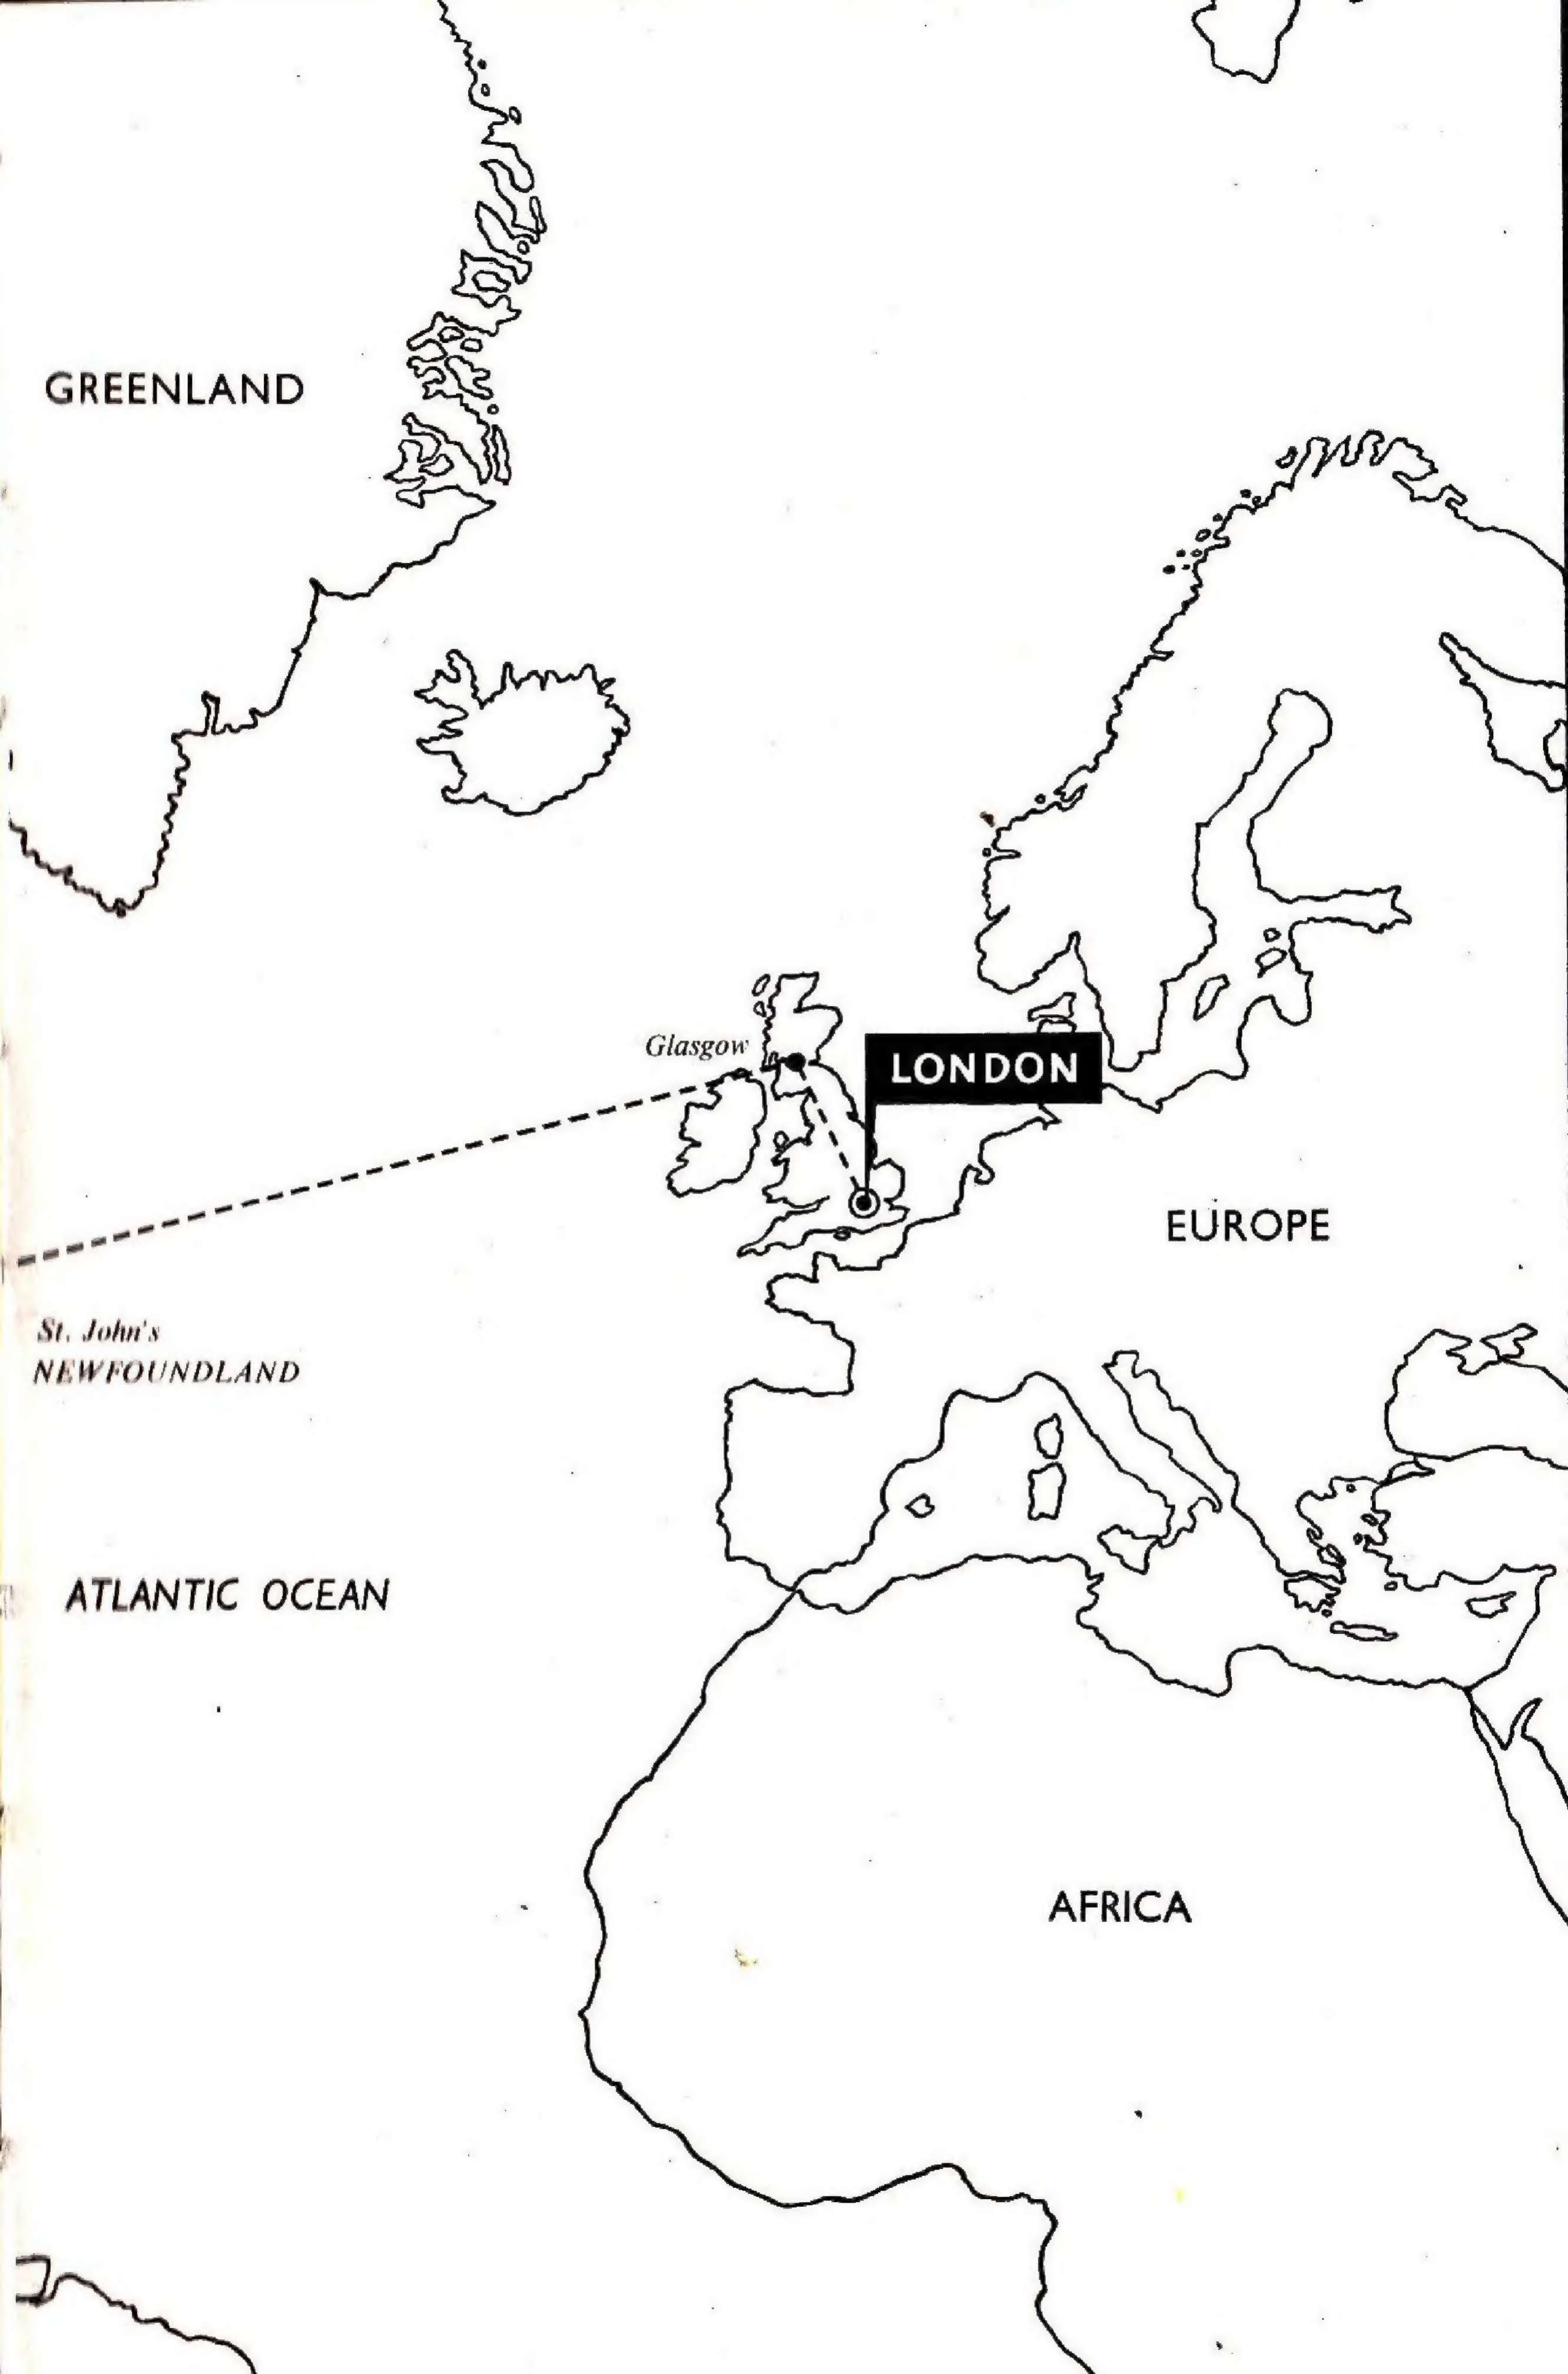 GREENLAND
Glasgow
LONDON
EUROPE
St. John's
NEWFOUNDLAND
ATLANTIC OCEAN
AFRICA